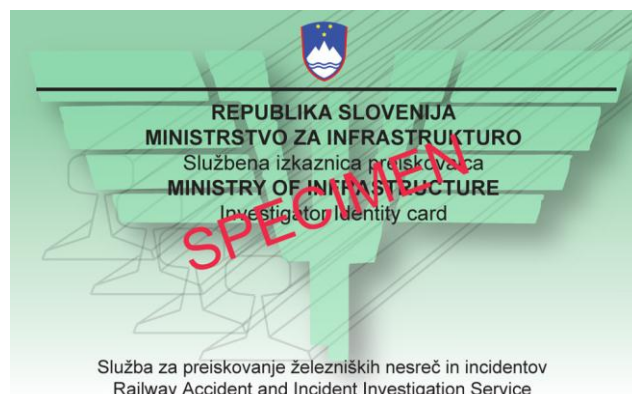 REPUBLIKA SLOVENIJA
MINISTRSTVO ZA INFRASTRUKTURO
Službena izkaznica preiskovalca
MINISTRY OF INFRASTRUCTURE
Investigator Identity card
SPECIMEN
Služba za preiskovanje železniških nesreč in incidentov
Railway Accident and Incident Investigation Service